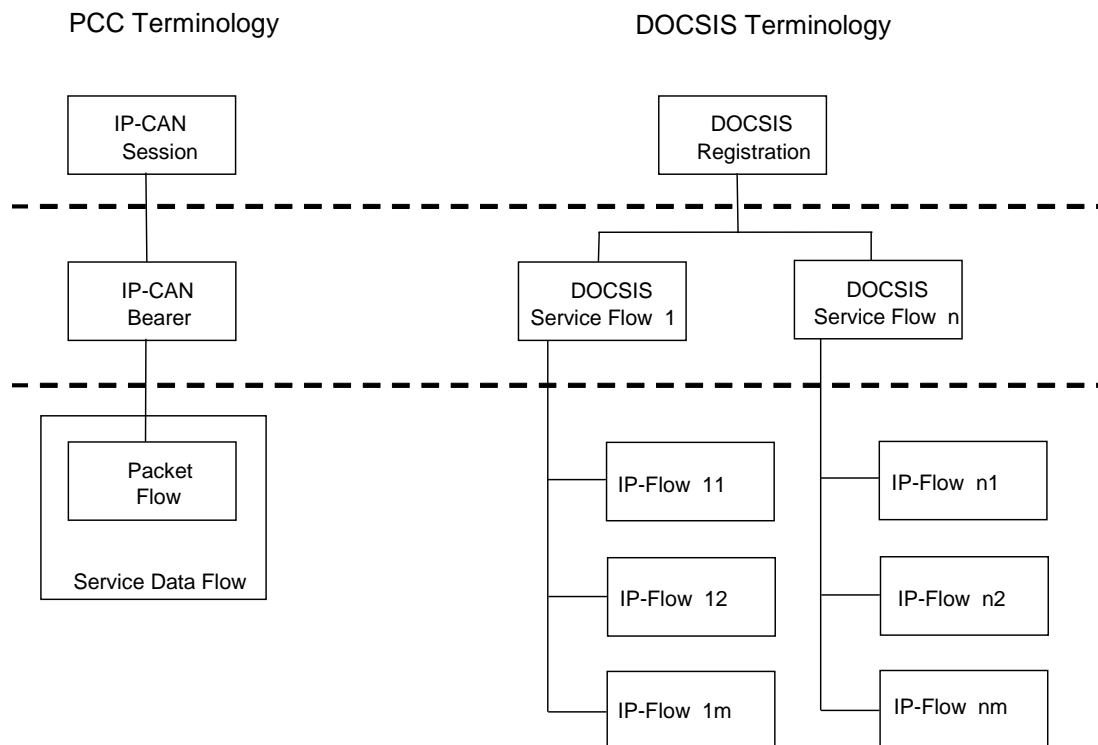 PCC Terminology
DOCSIS Terminology
IP-CAN
Session
DOCSIS
Registration
IP-CAN
Bearer
DOCSIS
Service Flow 1
DOCSIS
Service Flow n
Packet
Flow
Service Data Flow
IP-Flow 11
IP-Flow n1
IP-Flow 12
IP-Flow n2
IP-Flow 1m
IP-Flow nm